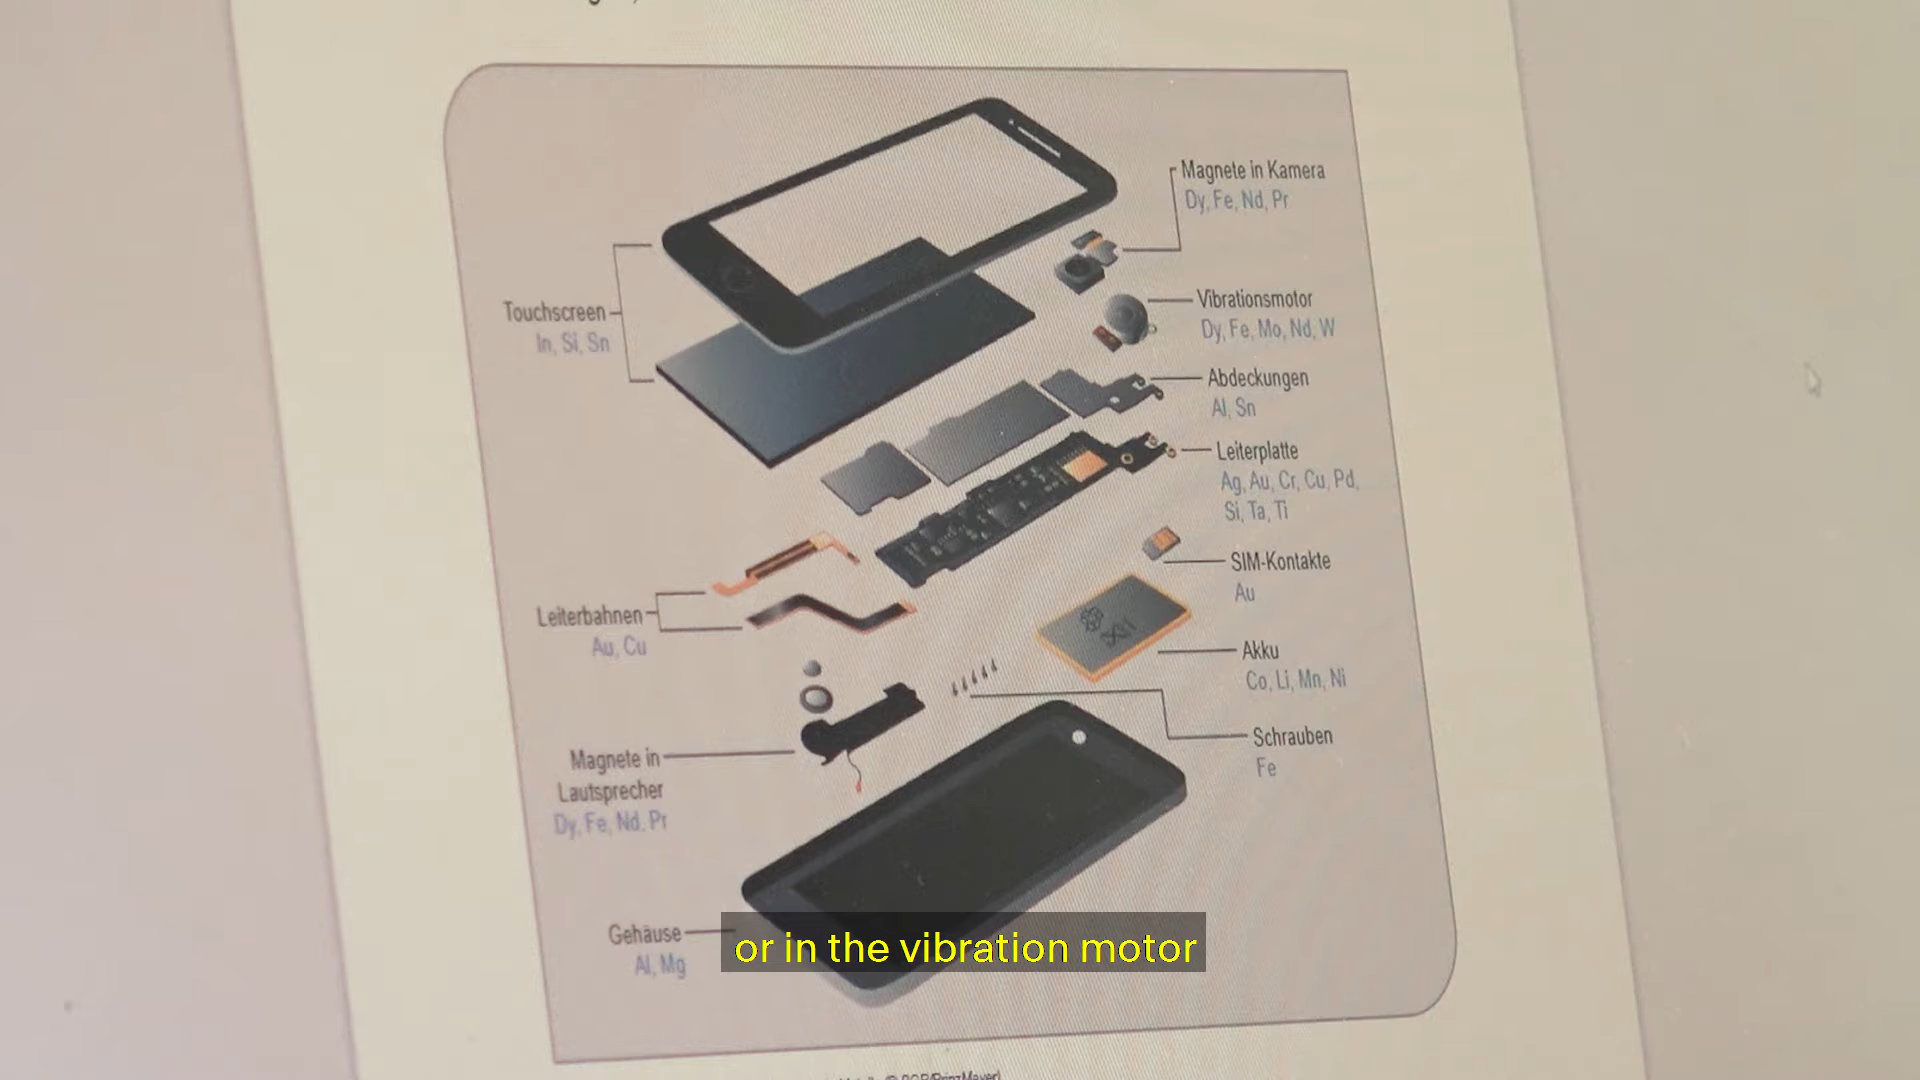 Magnete in Kamera
Dy, Fe, Nd, Pr
Vibrationsmotor
Dy, Fe, Mo, Nd, W
Touchscreen
In, Si, Sn
Abdeckungen
Al, Sn
Leiterplatte
Ag, Au, Cr, Cu, Pd,
Si, Ta, Ti
SIM-Kontakte
Au
Leiterbahnen
Au, Cu
Akku
Co, Li, Mn, Ni
Schrauben
Fe
Magnete in
Lautsprecher
Dy, Fe, Nd, Pr
Gehäuse
Al, Mg
or in the vibration motor